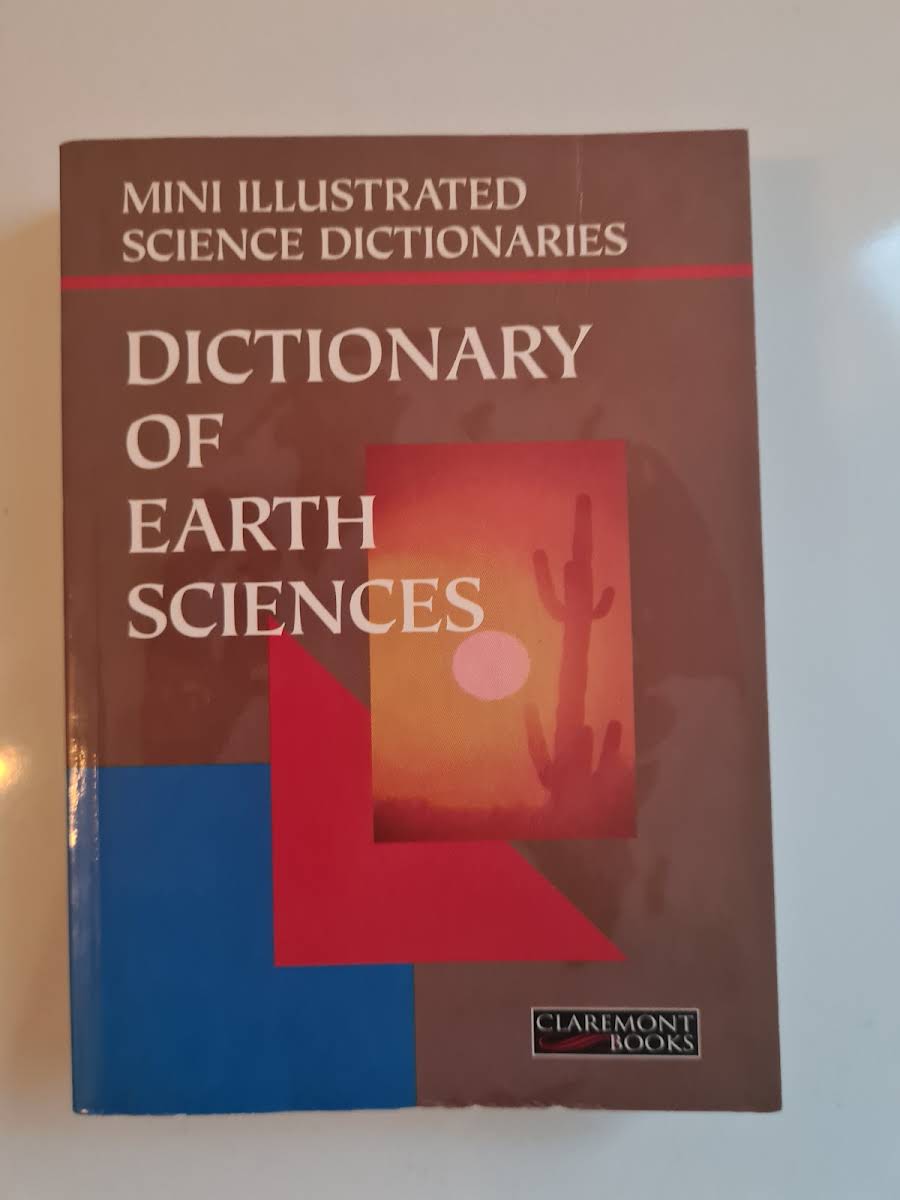 MINI ILLUSTRATED
SCIENCE DICTIONARIES
DICTIONARY
OF
EARTH
SCIENCES
CLAREMONT
BOOKS